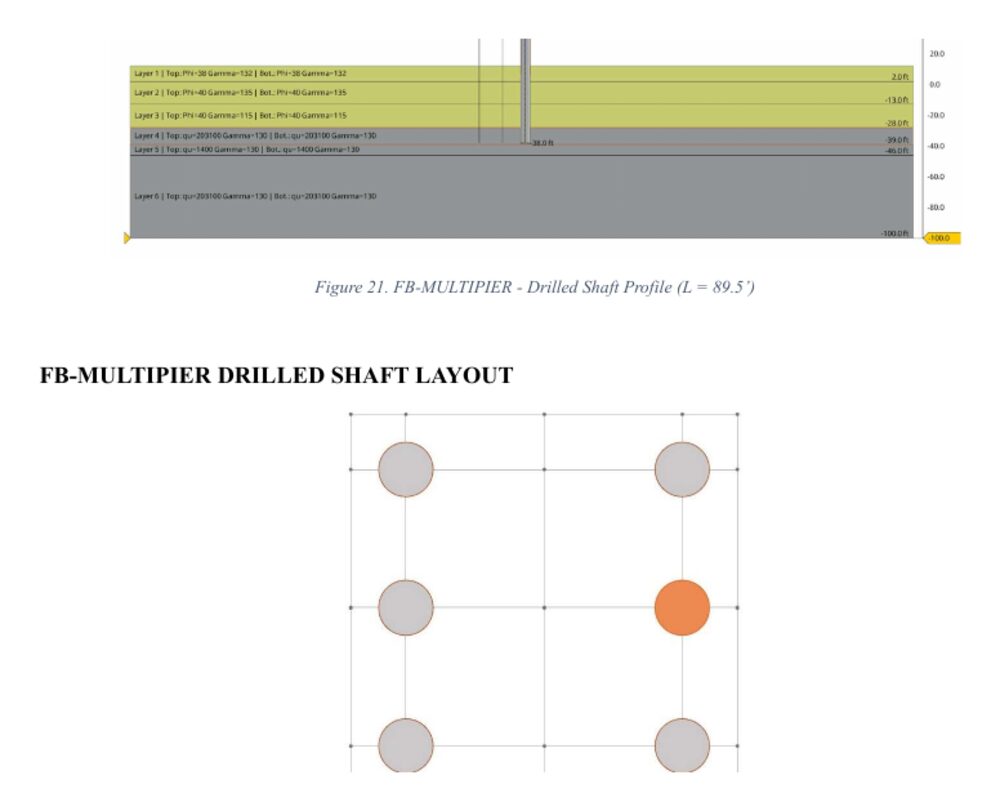 20.0
Layer 1 | Top: Phi=38 Gamma=132 | Bot.: Phi=38 Gamma=132
2.0 ft
0.0
Layer 2 | Top: Phi=40 Gamma=135 | Bot.: Phi=40 Gamma=135
-13.0 ft
Layer 3 | Top: Phi=40 Gamma=115 | Bot.: Phi=40 Gamma=115
-20.0
-28.0 ft
Layer 4 | Top: qu=203100 Gamma=130 | Bot.: qu=203100 Gamma=130
-39.0 ft
-38.0 ft
-40.0
Layer 5 | Top: qu=1400 Gamma=130 | Bot.: qu=1400 Gamma=130
-46.0 ft
-60.0
Layer 6 | Top: qu=203100 Gamma=130 | Bot.: qu=203100 Gamma=130
-80.0
-100.0 ft
-100.0
Figure 21. FB-MULTIPIER - Drilled Shaft Profile (L = 89.5')
FB-MULTIPIER DRILLED SHAFT LAYOUT